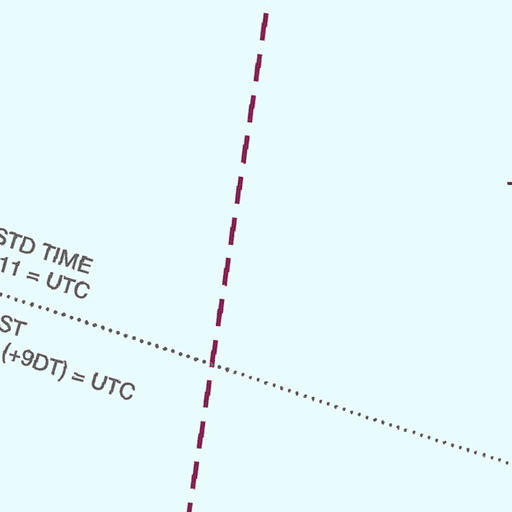 STD TIME
11 = UTC
ST
(+9DT) = UTC